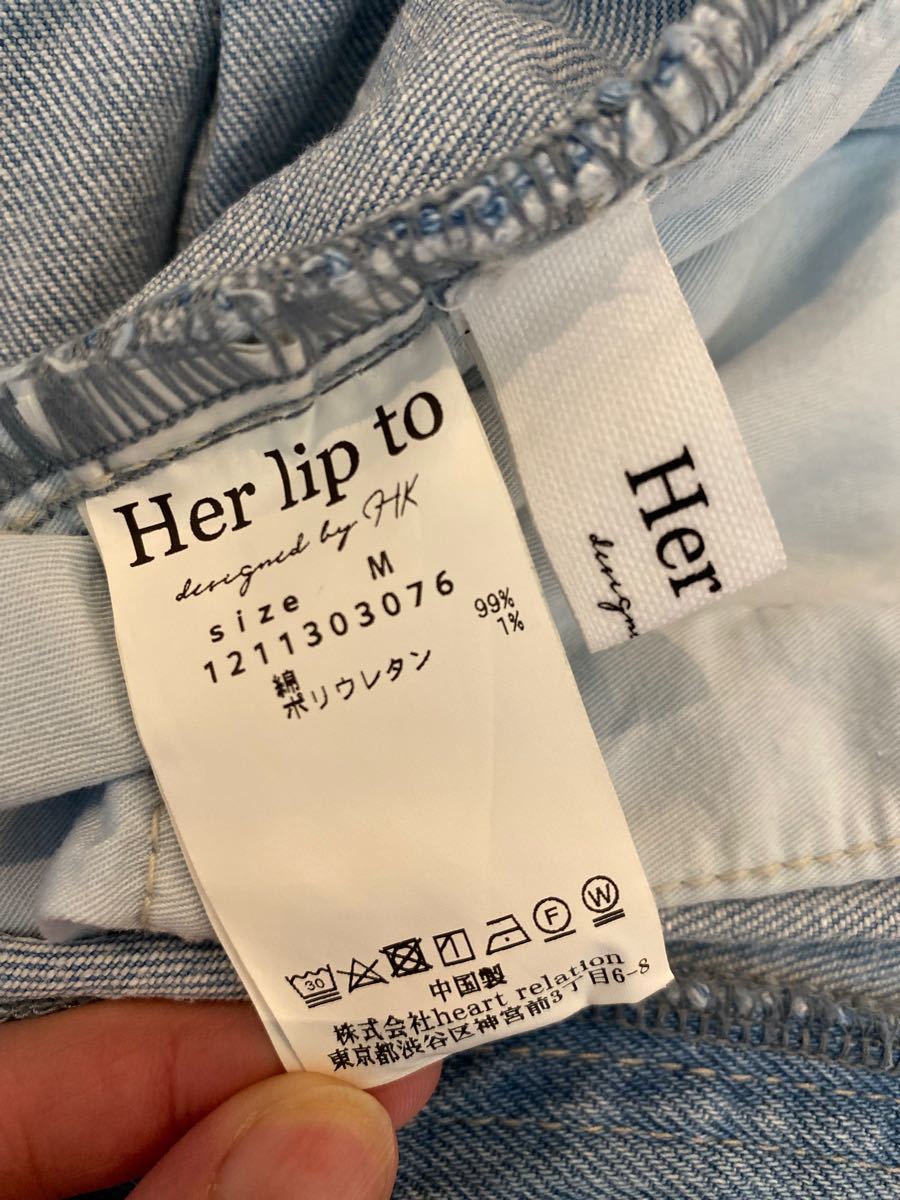 Her lip to
designed by HK
size M
1211303076
綿 99%
ポリウレタン 1%
30
F
W
中国製
株式会社heart relation
東京都渋谷区神宮前3丁目6-8
Her
design